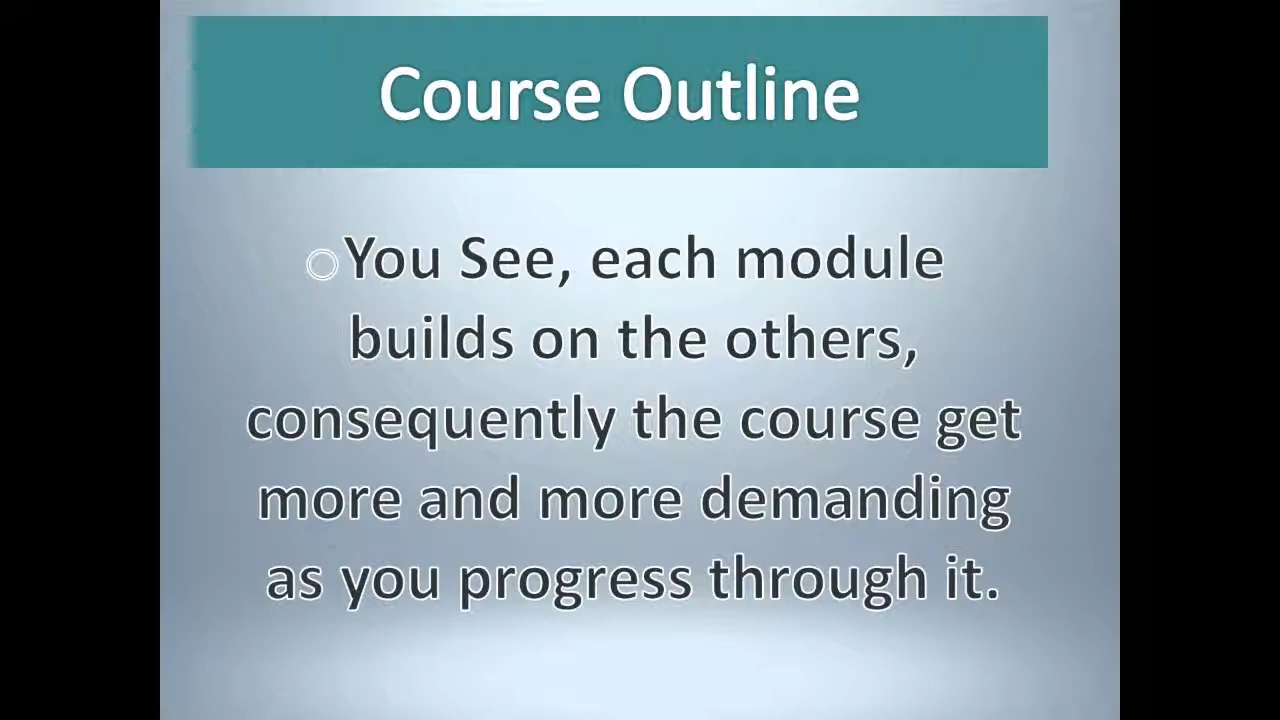 Course Outline
You See, each module
builds on the others,
consequently the course get
more and more demanding
as you progress through it.